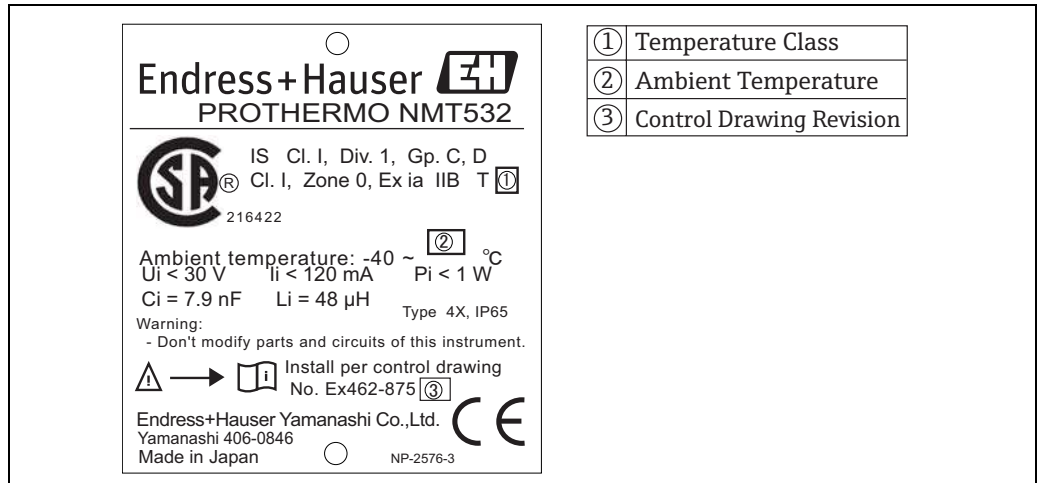 Endress+Hauser EH
PROTHERMO NMT532
SA ® IS Cl. I, Div. 1, Gp. C, D
Cl. I, Zone 0, Ex ia IIB T ①
216422
Ambient temperature: -40 ~ ② °C
Ui < 30 V Ii < 120 mA Pi < 1 W
Ci = 7.9 nF Li = 48 µH Type 4X, IP65
Warning:
- Don't modify parts and circuits of this instrument.
Install per control drawing
No. Ex462-875 ③
Endress+Hauser Yamanashi Co.,Ltd. CE
Yamanashi 406-0846
Made in Japan NP-2576-3
① Temperature Class
② Ambient Temperature
③ Control Drawing Revision